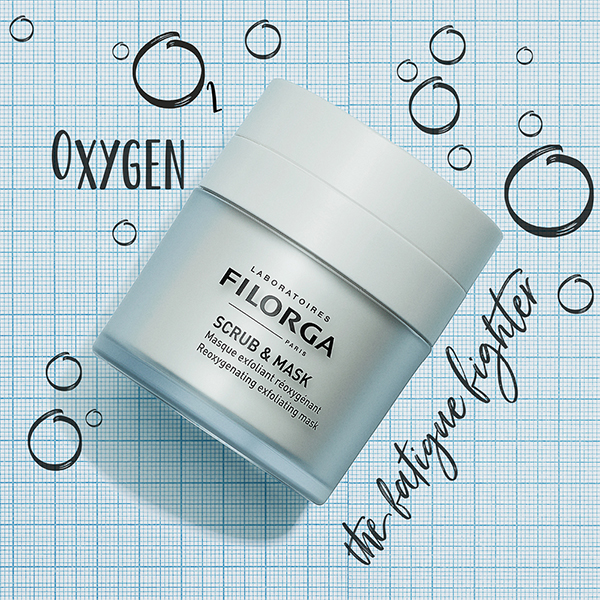 O2
OXYGEN
LABORATOIRES
FILORGA
PARIS
SCRUB & MASK
Masque exfoliant réoxygénant
Reoxygenating exfoliating mask
the fatigue fighter